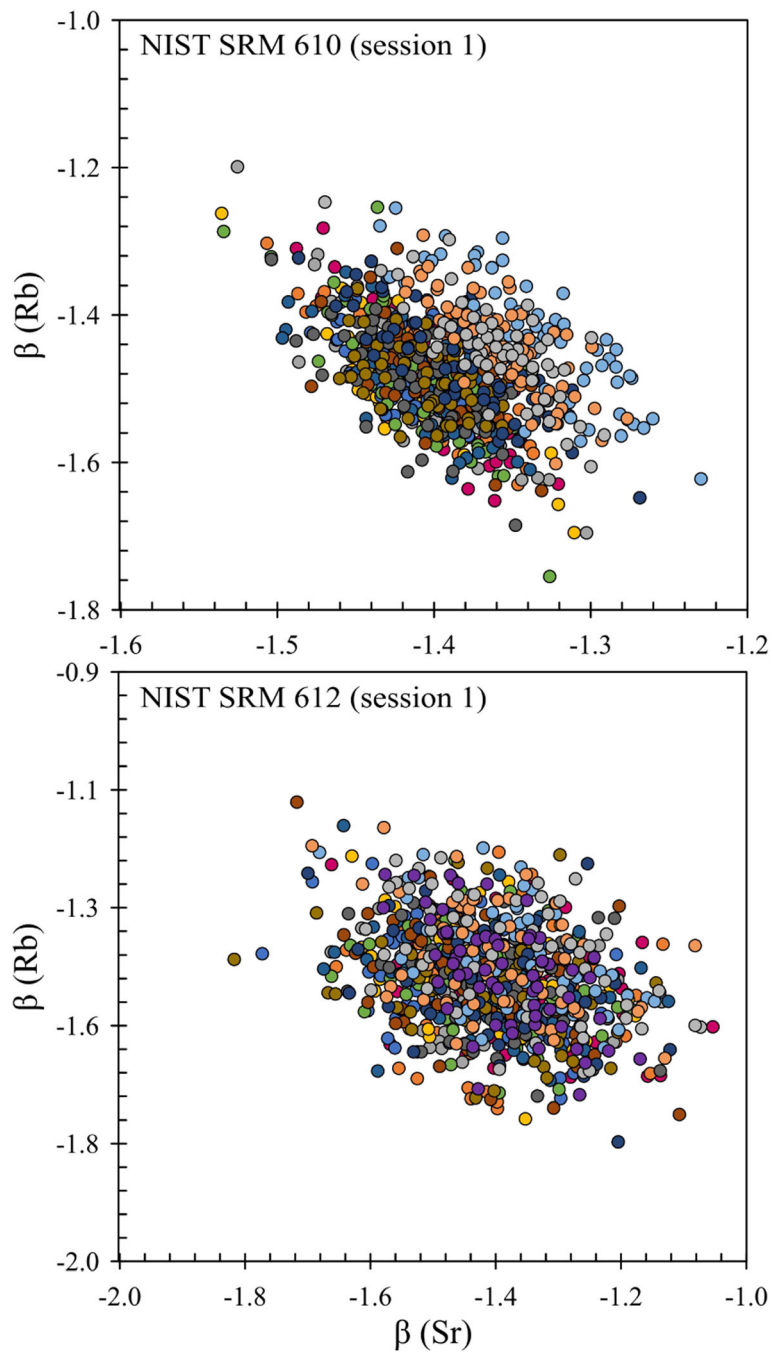 NIST SRM 610 (session 1)
-1.0
-1.2
-1.4
-1.6
-1.8
β (Rb)
-1.6 -1.5 -1.4 -1.3 -1.2
NIST SRM 612 (session 1)
-0.9
-1.1
-1.3
-1.6
-1.8
-2.0
β (Rb)
-2.0 -1.8 -1.6 -1.4 -1.2 -1.0
β (Sr)